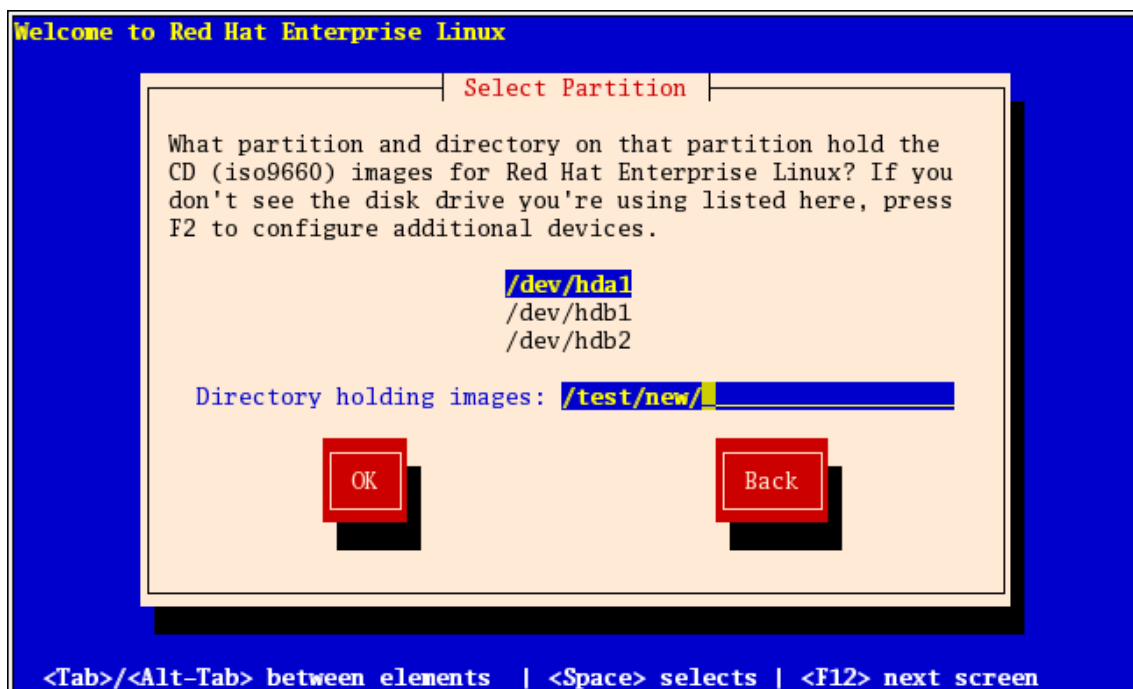 Welcome to Red Hat Enterprise Linux
Select Partition
What partition and directory on that partition hold the
CD (iso9660) images for Red Hat Enterprise Linux? If you
don't see the disk drive you're using listed here, press
F2 to configure additional devices.
/dev/hda1
/dev/hdb1
/dev/hdb2
Directory holding images: /test/new/
OK Back
<Tab>/<Alt-Tab> between elements | <Space> selects | <F12> next screen